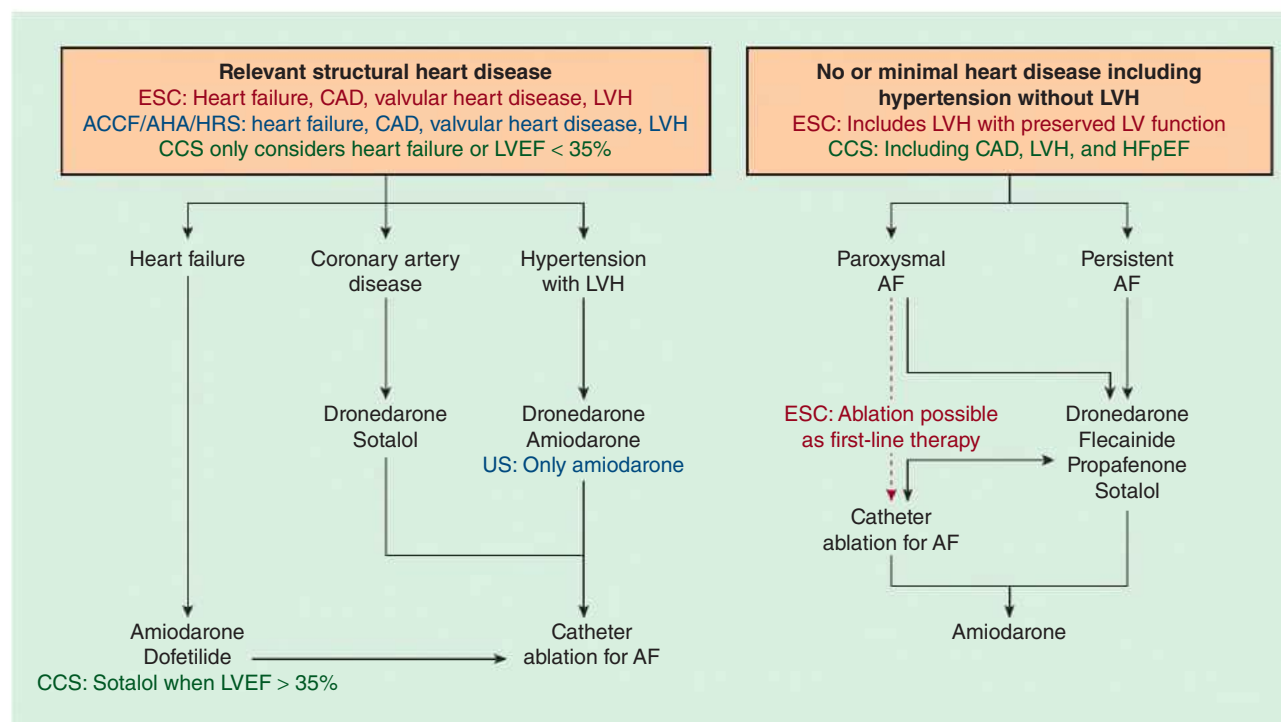 Relevant structural heart disease
ESC: Heart failure, CAD, valvular heart disease, LVH
ACCF/AHA/HRS: heart failure, CAD, valvular heart disease, LVH
CCS only considers heart failure or LVEF < 35%
No or minimal heart disease including
hypertension without LVH
ESC: Includes LVH with preserved LV function
CCS: Including CAD, LVH, and HFpEF
Heart failure
Coronary artery
disease
Hypertension
with LVH
Paroxysmal
AF
Persistent
AF
Dronedarone
Sotalol
Dronedarone
Amiodarone
US: Only amiodarone
ESC: Ablation possible
as first-line therapy
Dronedarone
Flecainide
Propafenone
Sotalol
Catheter
ablation for AF
Amiodarone
Dofetilide
CCS: Sotalol when LVEF > 35%
Catheter
ablation for AF
Amiodarone